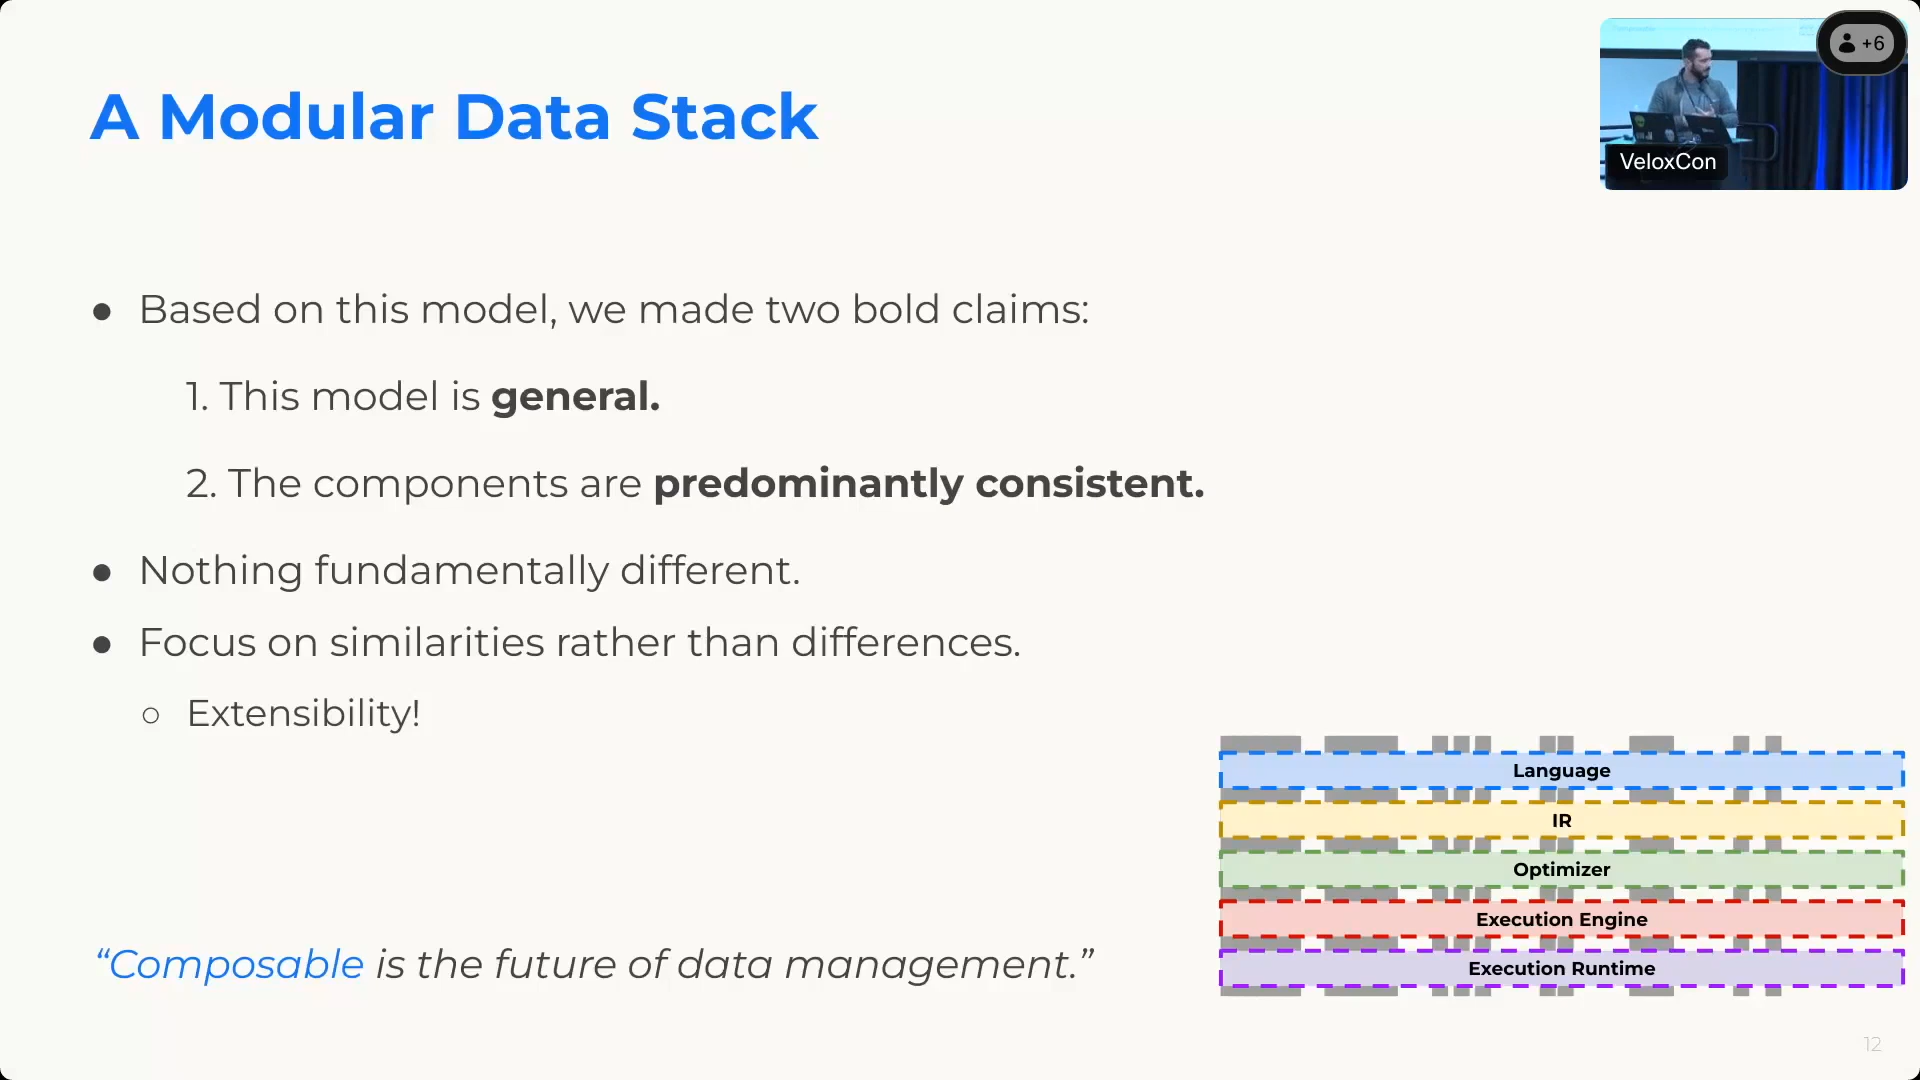 A Modular Data Stack
+6
VeloxCon
● Based on this model, we made two bold claims:
1. This model is general.
2. The components are predominantly consistent.
● Nothing fundamentally different.
● Focus on similarities rather than differences.
○ Extensibility!
Language
IR
Optimizer
Execution Engine
Execution Runtime
“Composable is the future of data management.”
12